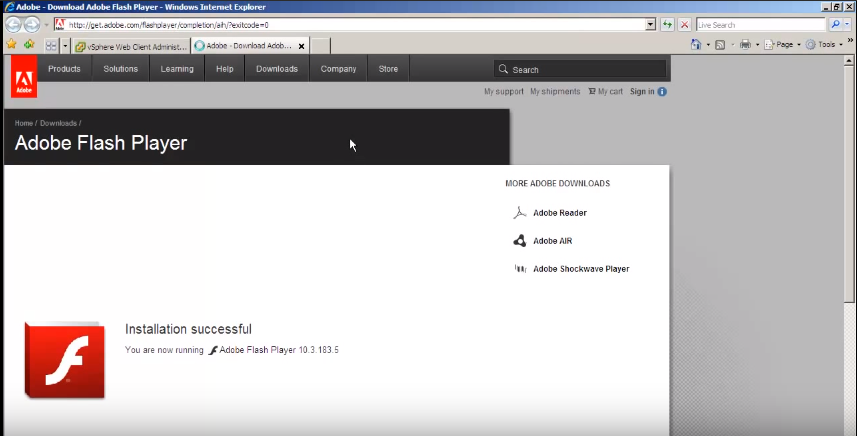 Adobe - Download Adobe Flash Player - Windows Internet Explorer
http://get.adobe.com/flashplayer/completion/aih/?exitcode=0
Live Search
vSphere Web Client Administ...
Adobe - Download Adob...
Page
Tools
Adobe
Products Solutions Learning Help Downloads Company Store
Search
My support My shipments My cart Sign in
Home / Downloads /
Adobe Flash Player
MORE ADOBE DOWNLOADS
Adobe Reader
Adobe AIR
Adobe Shockwave Player
Installation successful
You are now running Adobe Flash Player 10.3.183.5